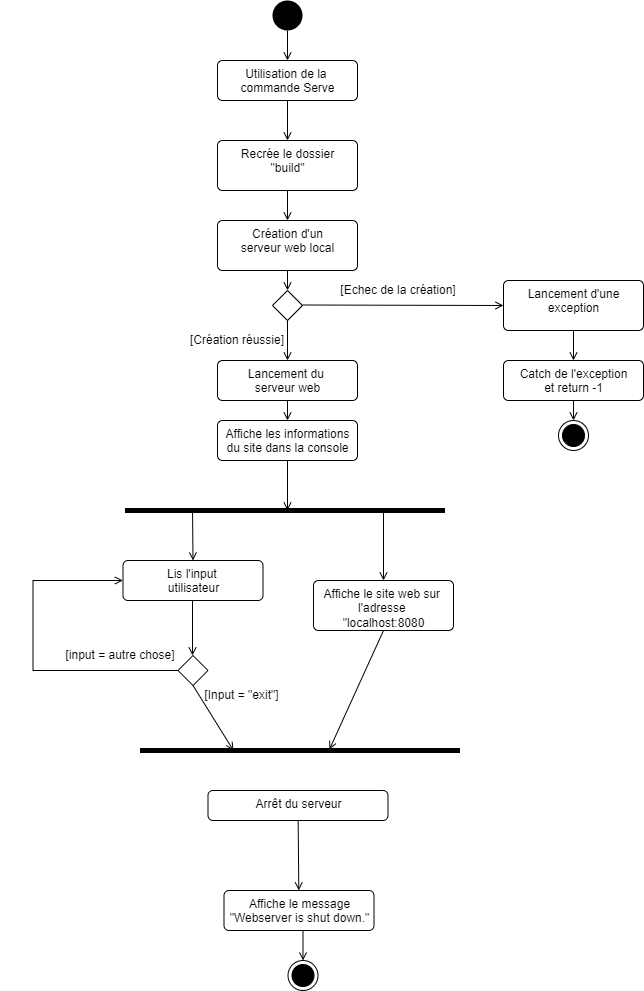 Utilisation de la
commande Serve
Recrée le dossier
"build"
Création d'un
serveur web local
[Echec de la création]
Lancement d'une
exception
[Création réussie]
Lancement du
serveur web
Catch de l'exception
et return -1
Affiche les informations
du site dans la console
Lis l'input
utilisateur
Affiche le site web sur
l'adresse
"localhost:8080
[input = autre chose]
[Input = "exit"]
Arrêt du serveur
Affiche le message
"Webserver is shut down."